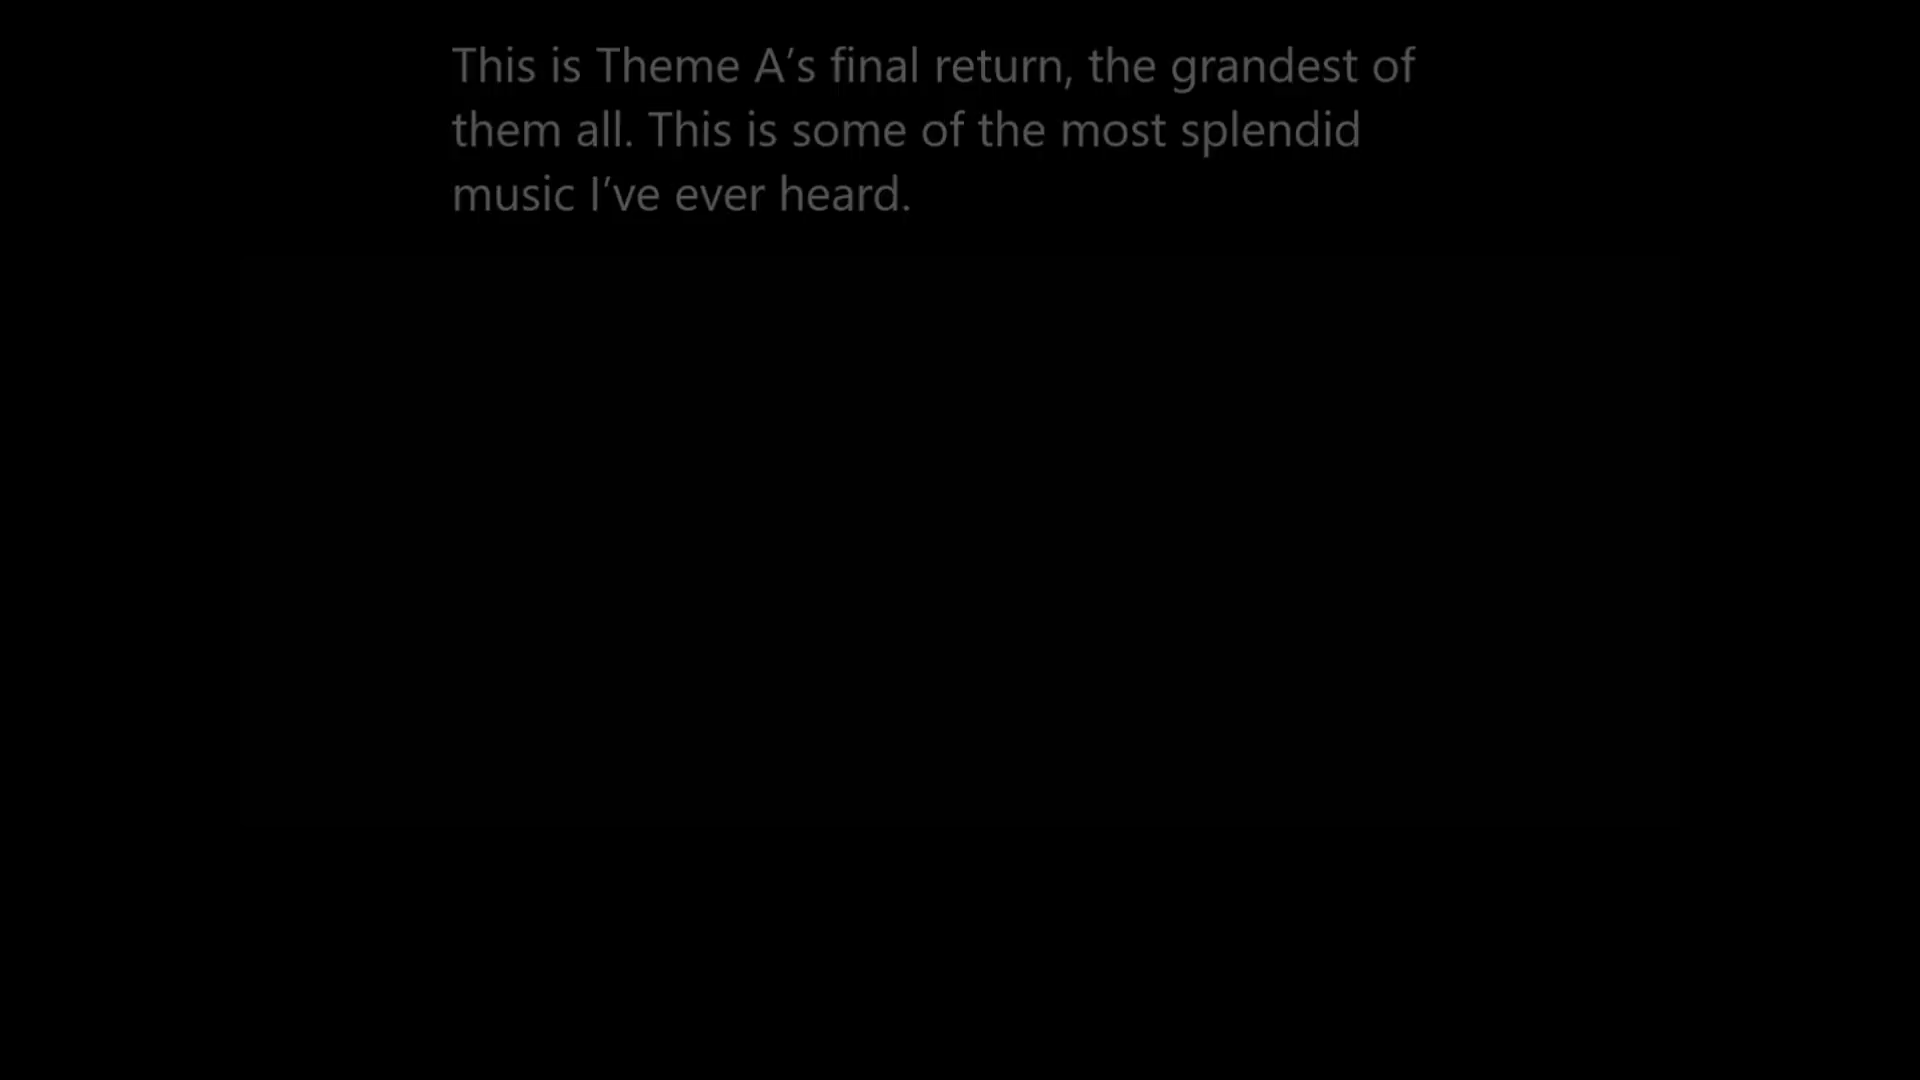 This is Theme A’s final return, the grandest of
them all. This is some of the most splendid
music I’ve ever heard.